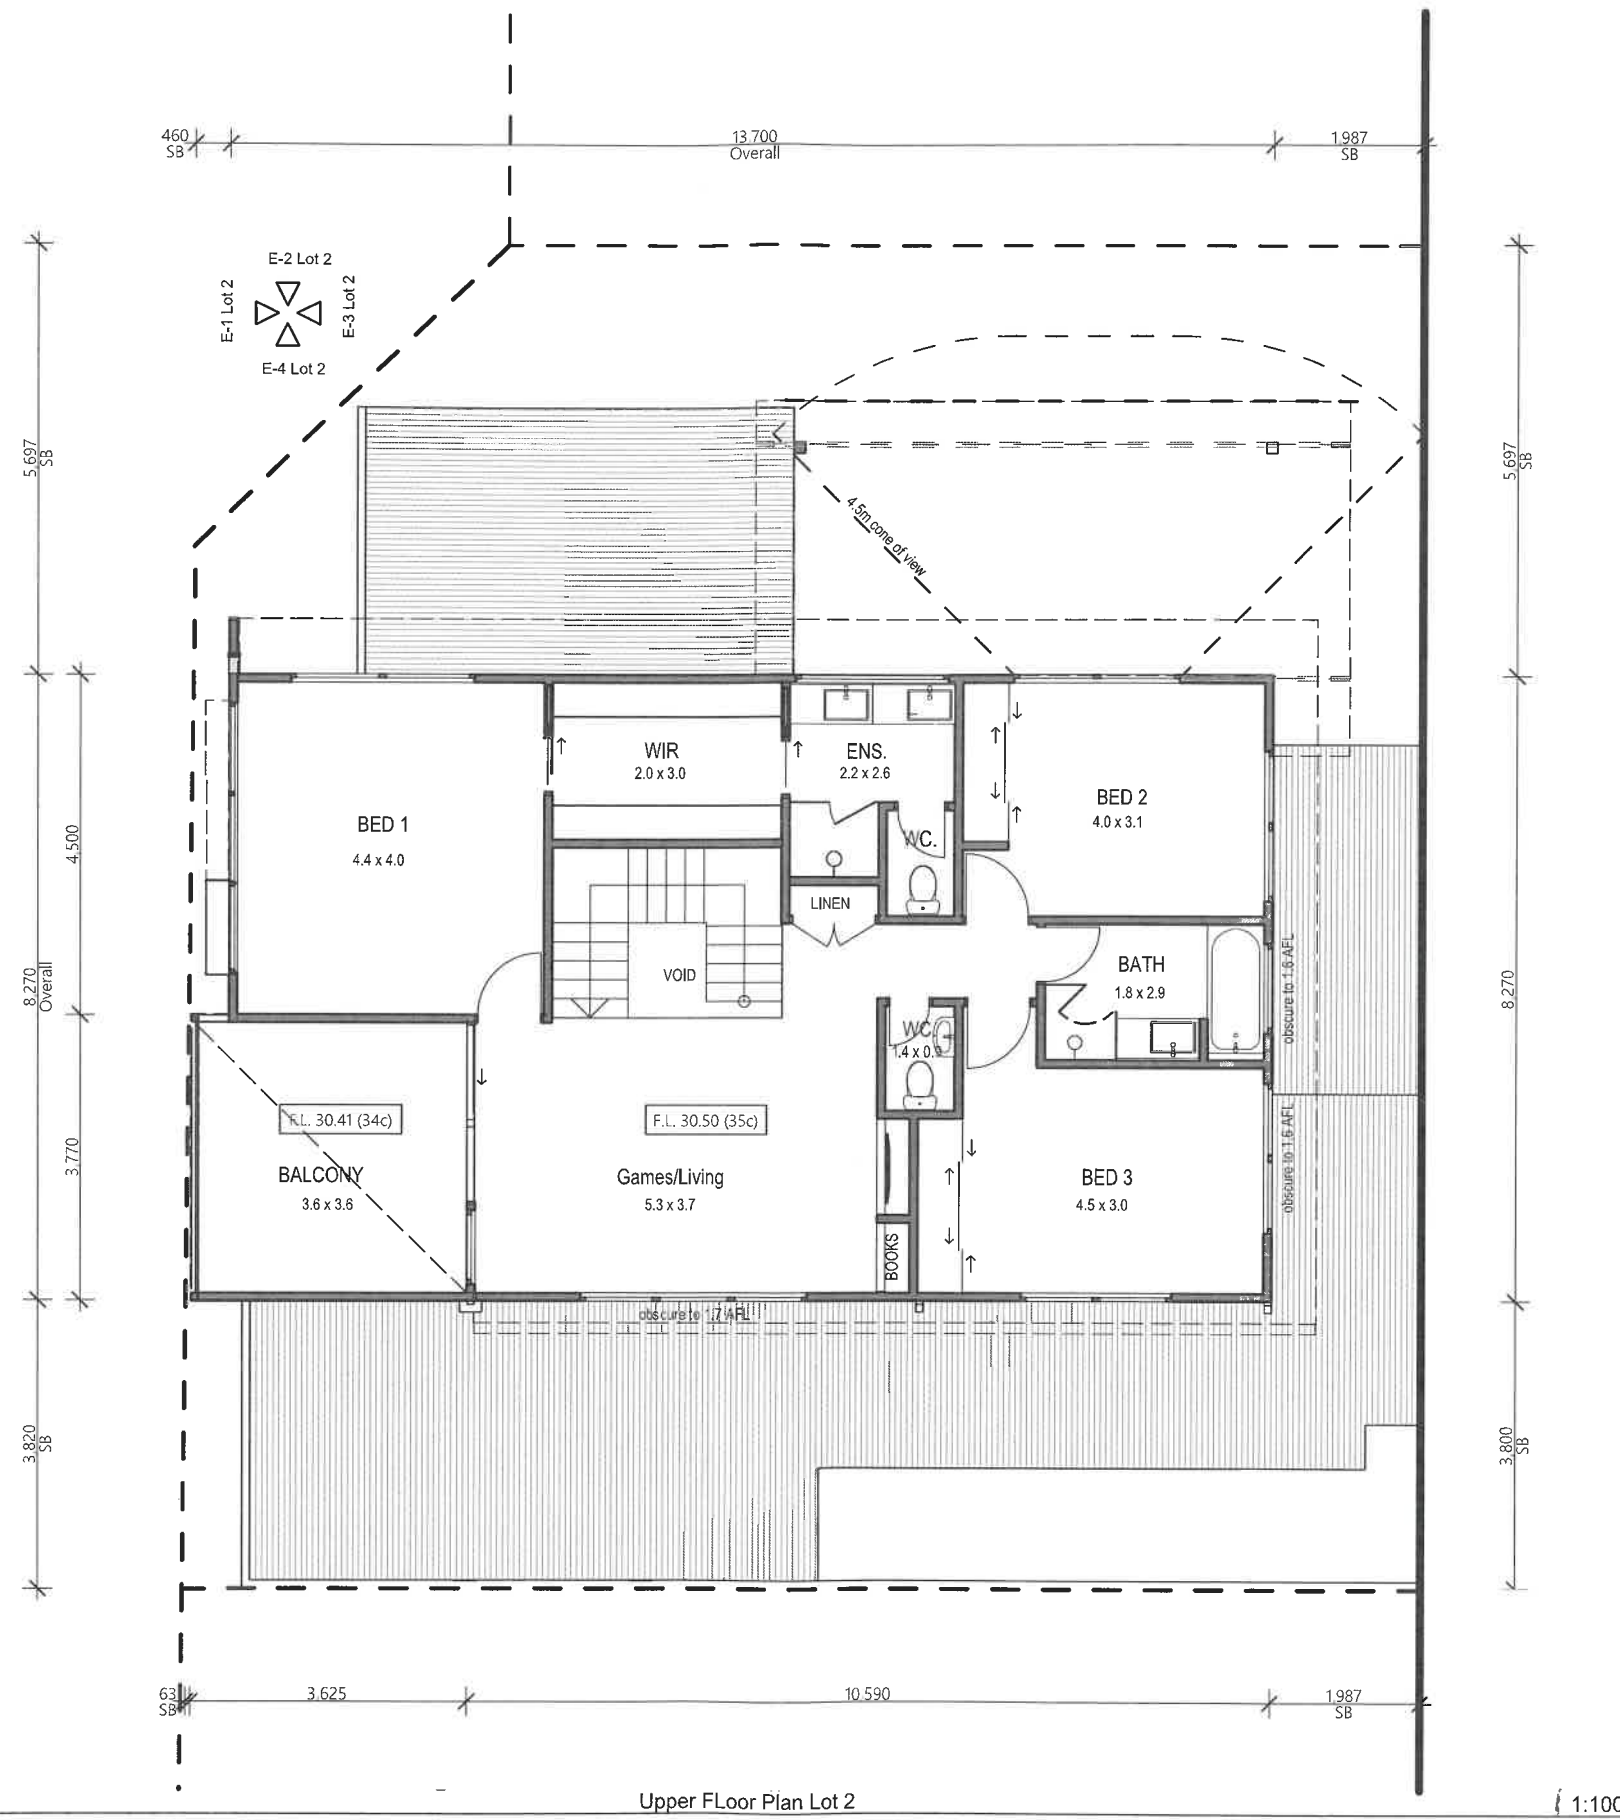 460
SB
13.700
Overall
1.987
SB
E-2 Lot 2
E-1 Lot 2
E-3 Lot 2
E-4 Lot 2
5.697
SB
5.697
SB
4.5m cone of view
WIR
2.0 x 3.0
ENS.
2.2 x 2.6
BED 2
4.0 x 3.1
BED 1
4.4 x 4.0
4.500
WC.
LINEN
VOID
BATH
1.8 x 2.9
8.270
Overall
8.270
obscure to 1.6 AFL
WC.
1.4 x 0.9
F.L. 30.41 (34c)
F.L. 30.50 (35c)
3.770
BALCONY
3.6 x 3.6
Games/Living
5.3 x 3.7
BED 3
4.5 x 3.0
obscure to 1.6 AFL
BOOKS
obscure to 1.7 AFL
3.820
SB
3.800
SB
63
SB
3.625
10.590
1.987
SB
Upper FLoor Plan Lot 2
1:100